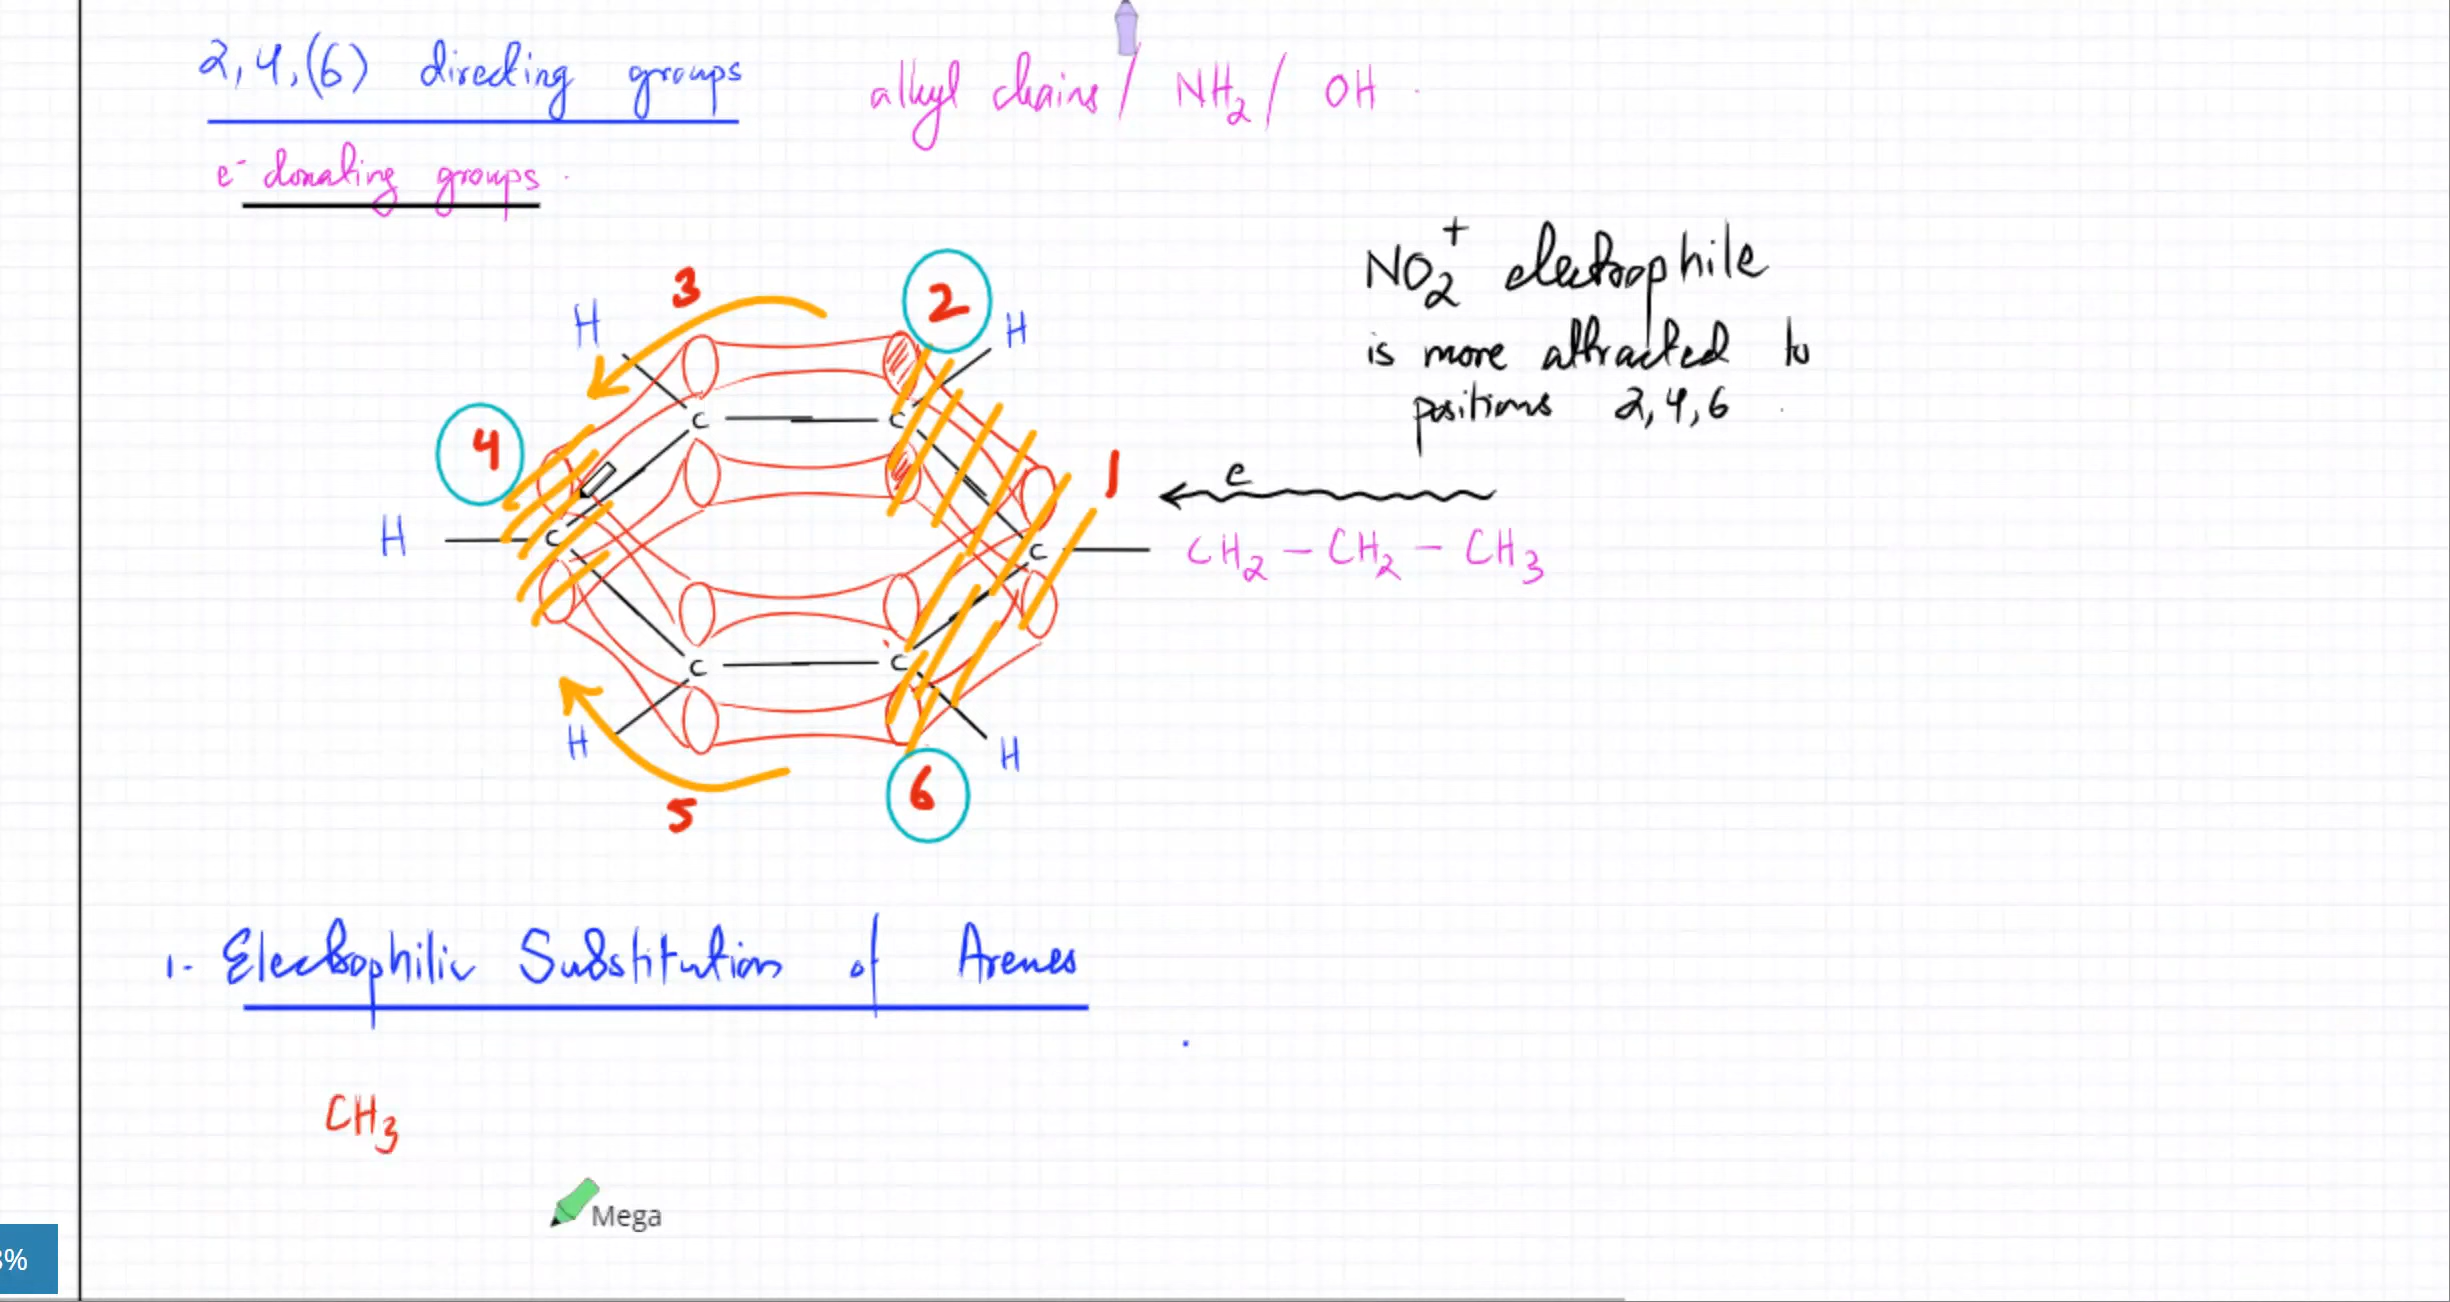 2,4,(6) directing groups
alkyl chains / NH2 / OH
e- donating groups.
NO2+ electrophile
is more attracted to
positions 2,4,6
3
2
H
H
C
C
4
1
e
H
C
C
CH2 - CH2 - CH3
C
C
H
H
6
5
1. Electrophilic Substitution of Arenes
CH3
Mega
3%